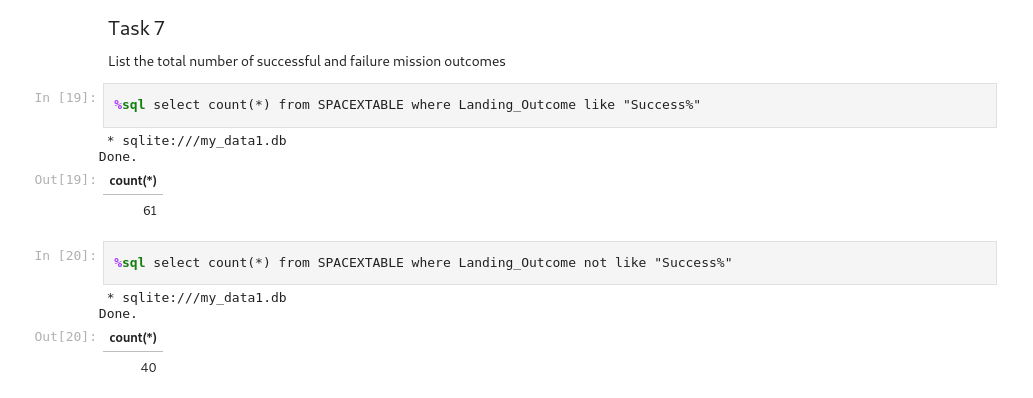 Task 7
List the total number of successful and failure mission outcomes
In [19]: %sql select count(*) from SPACEXTABLE where Landing_Outcome like "Success%"
* sqlite:///my_data1.db
Done.
Out[19]: count(*)
61
In [20]: %sql select count(*) from SPACEXTABLE where Landing_Outcome not like "Success%"
* sqlite:///my_data1.db
Done.
Out[20]: count(*)
40